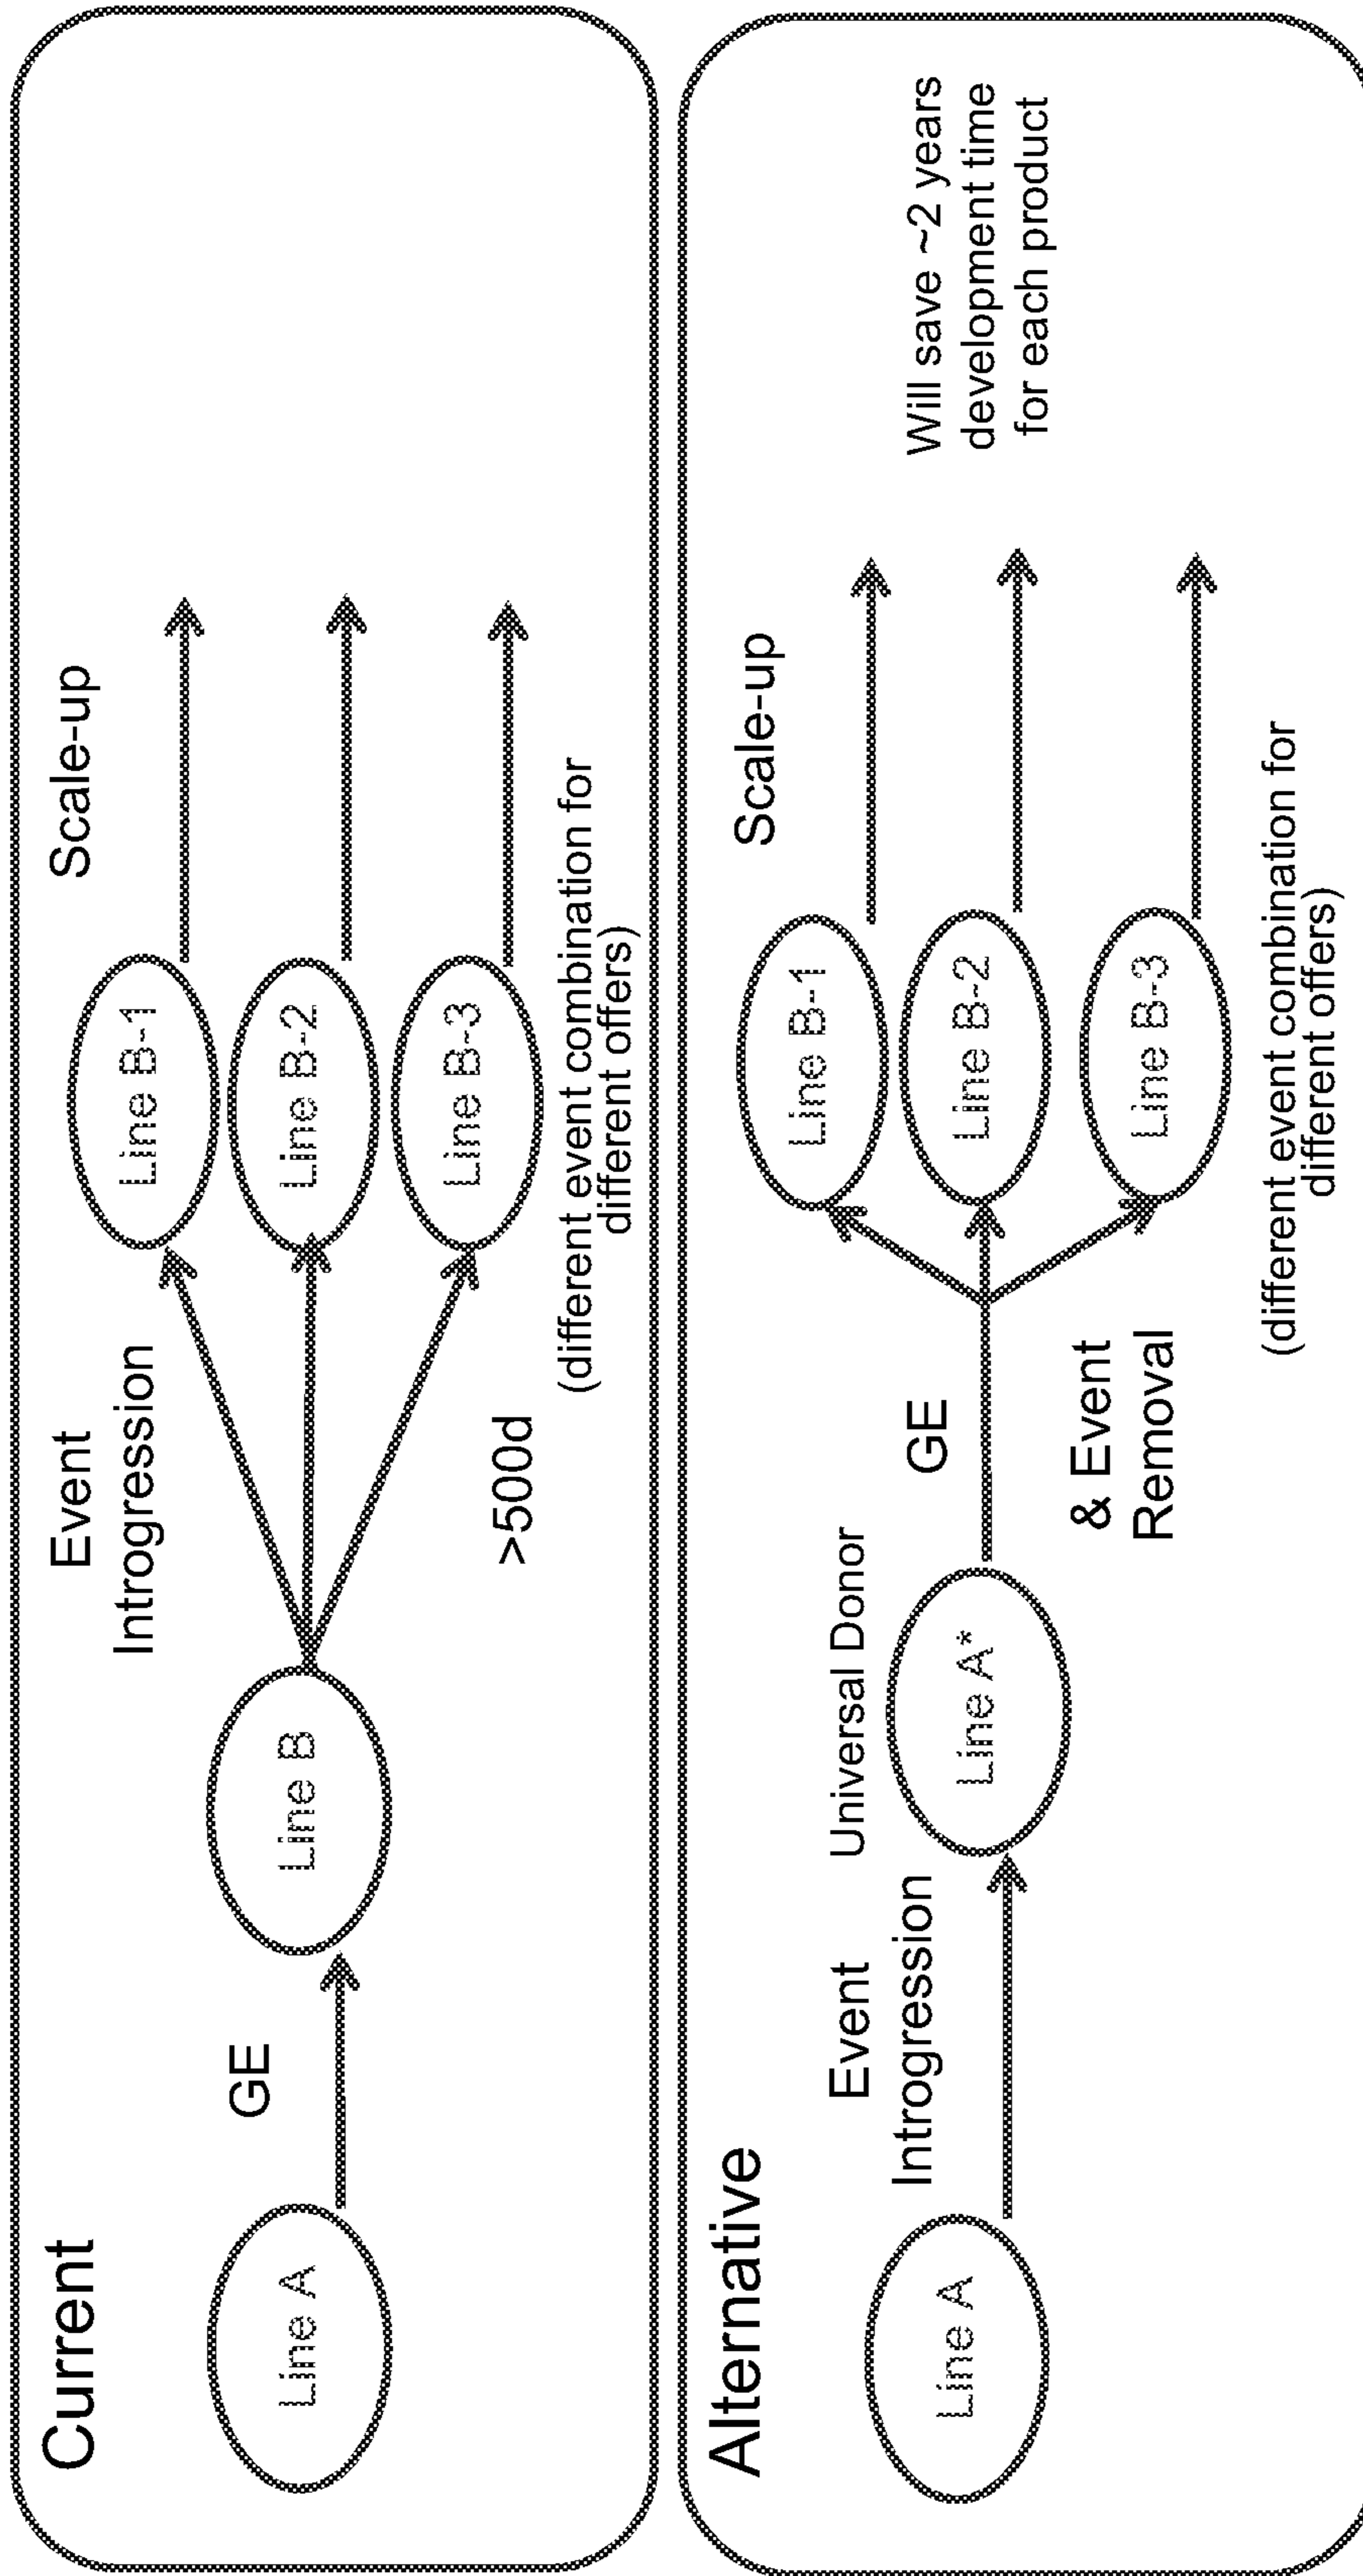 Current
Line A
GE
Line B
Event
Introgression
>500d
Line B-1
Line B-2
Line B-3
(different event combination for
different offers)
Scale-up
Alternative
Line A
Event
Introgression
Universal Donor
Line A*
GE
& Event
Removal
Line B-1
Line B-2
Line B-3
(different event combination for
different offers)
Scale-up
Will save ~2 years
development time
for each product